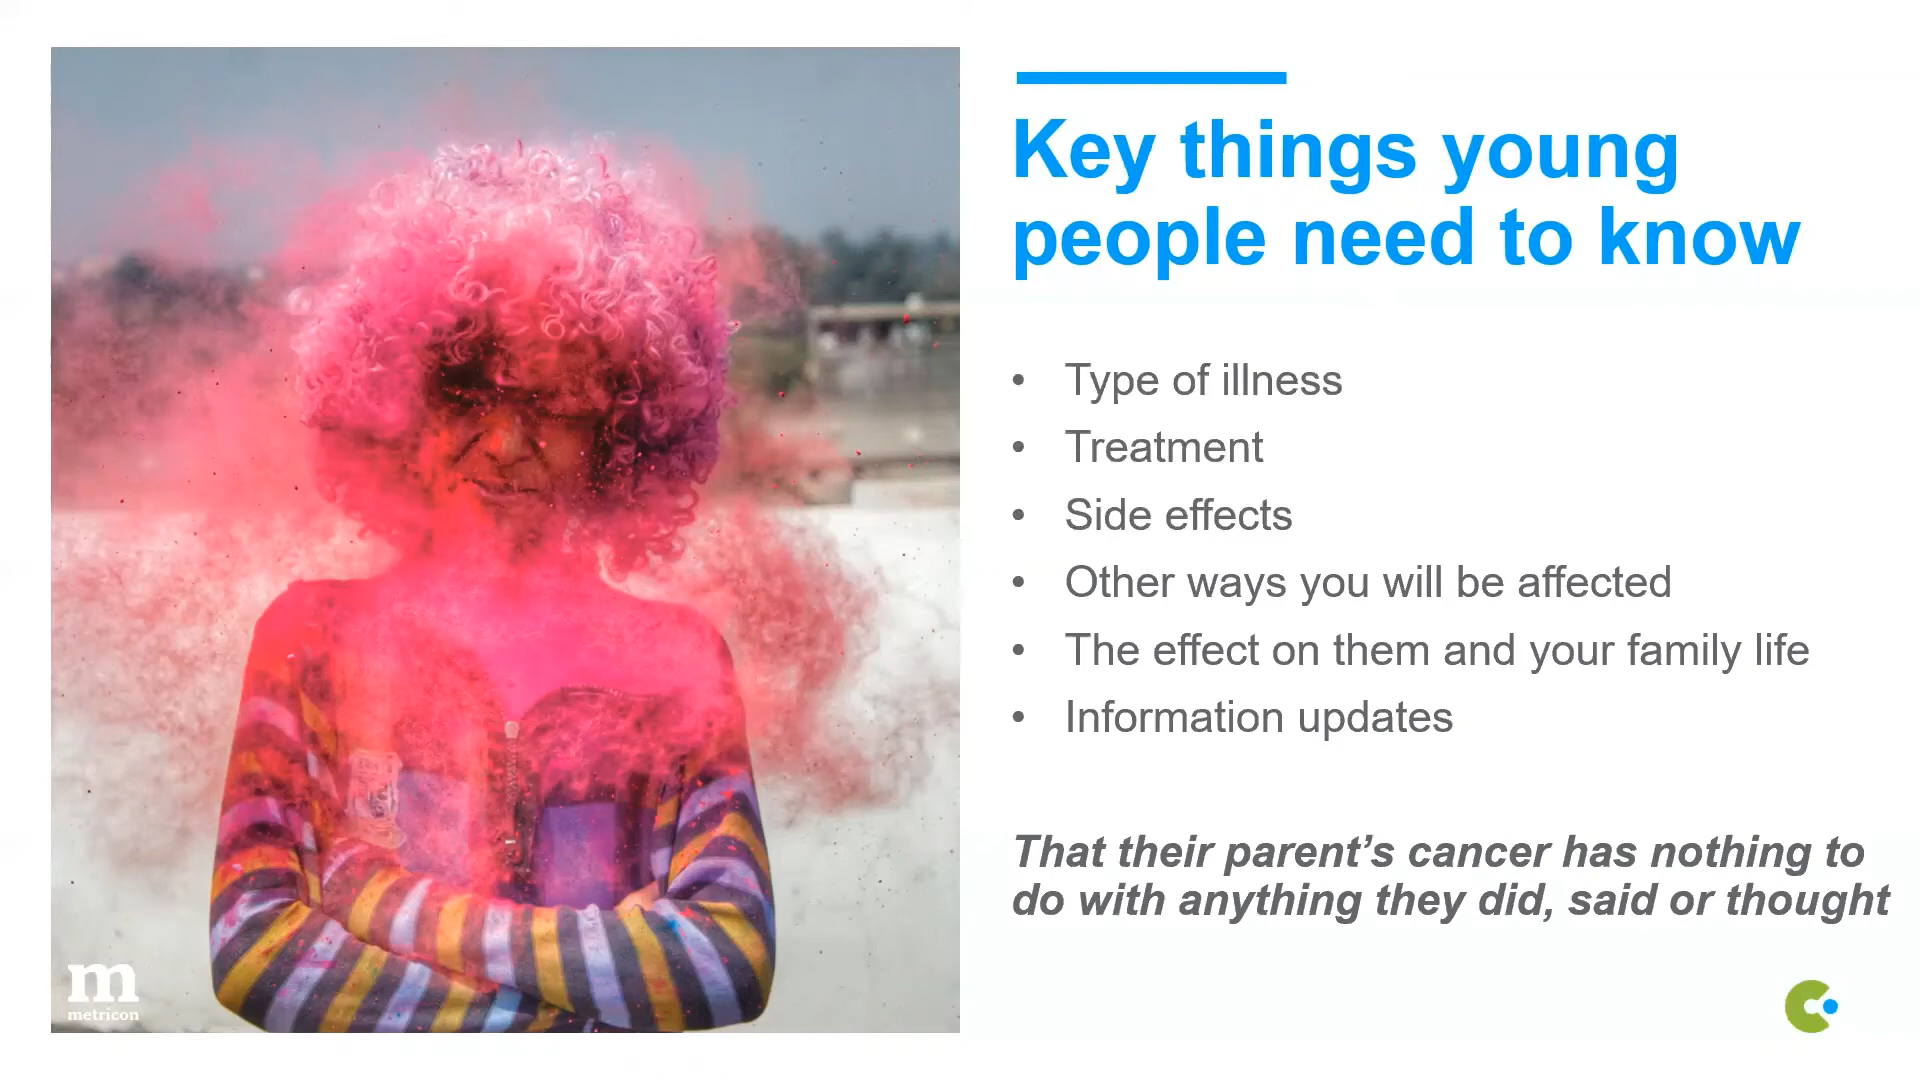 Key things young
people need to know
• Type of illness
• Treatment
• Side effects
• Other ways you will be affected
• The effect on them and your family life
• Information updates
That their parent’s cancer has nothing to
do with anything they did, said or thought
m
metricon